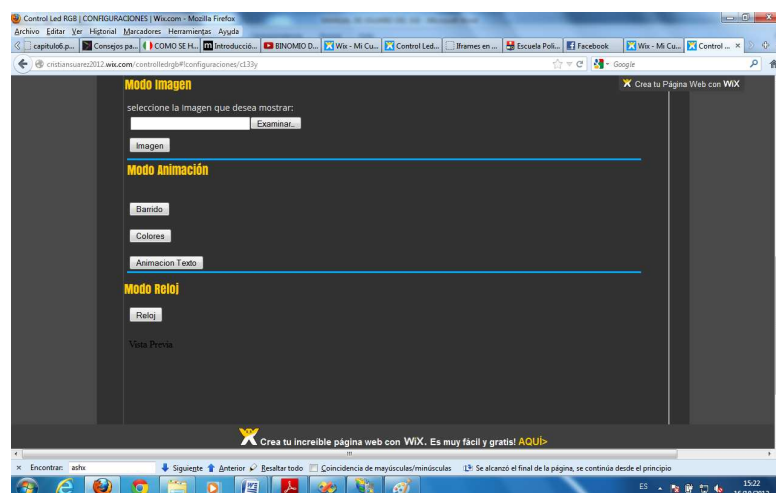 Control Led RGB | CONFIGURACIONES | Wix.com - Mozilla Firefox
Archivo Editar Ver Historial Marcadores Herramientas Ayuda
capitulo6.p... Consejos pa... COMO SE H... Introducció... BINOMIO D... Wix - Mi Cu... Control Led... Iframes en ... Escuela Poli... Facebook Wix - Mi Cu... Control ... ×
cristiansuarez2012.wix.com/controlledrgb#!configuraciones/c133y Google
Modo Imagen
Crea tu Página Web con WiX
seleccione la imagen que desea mostrar:
Examinar...
Imagen
Modo Animación
Barrido
Colores
Animacion Texto
Modo Reloj
Reloj
Vista Previa
Crea tu increíble página web con WiX. Es muy fácil y gratis! AQUÍ>
× Encontrar: ashx Siguiente Anterior Resaltar todo Coincidencia de mayúsculas/minúsculas Se alcanzó el final de la página, se continúa desde el principio
ES 15:22